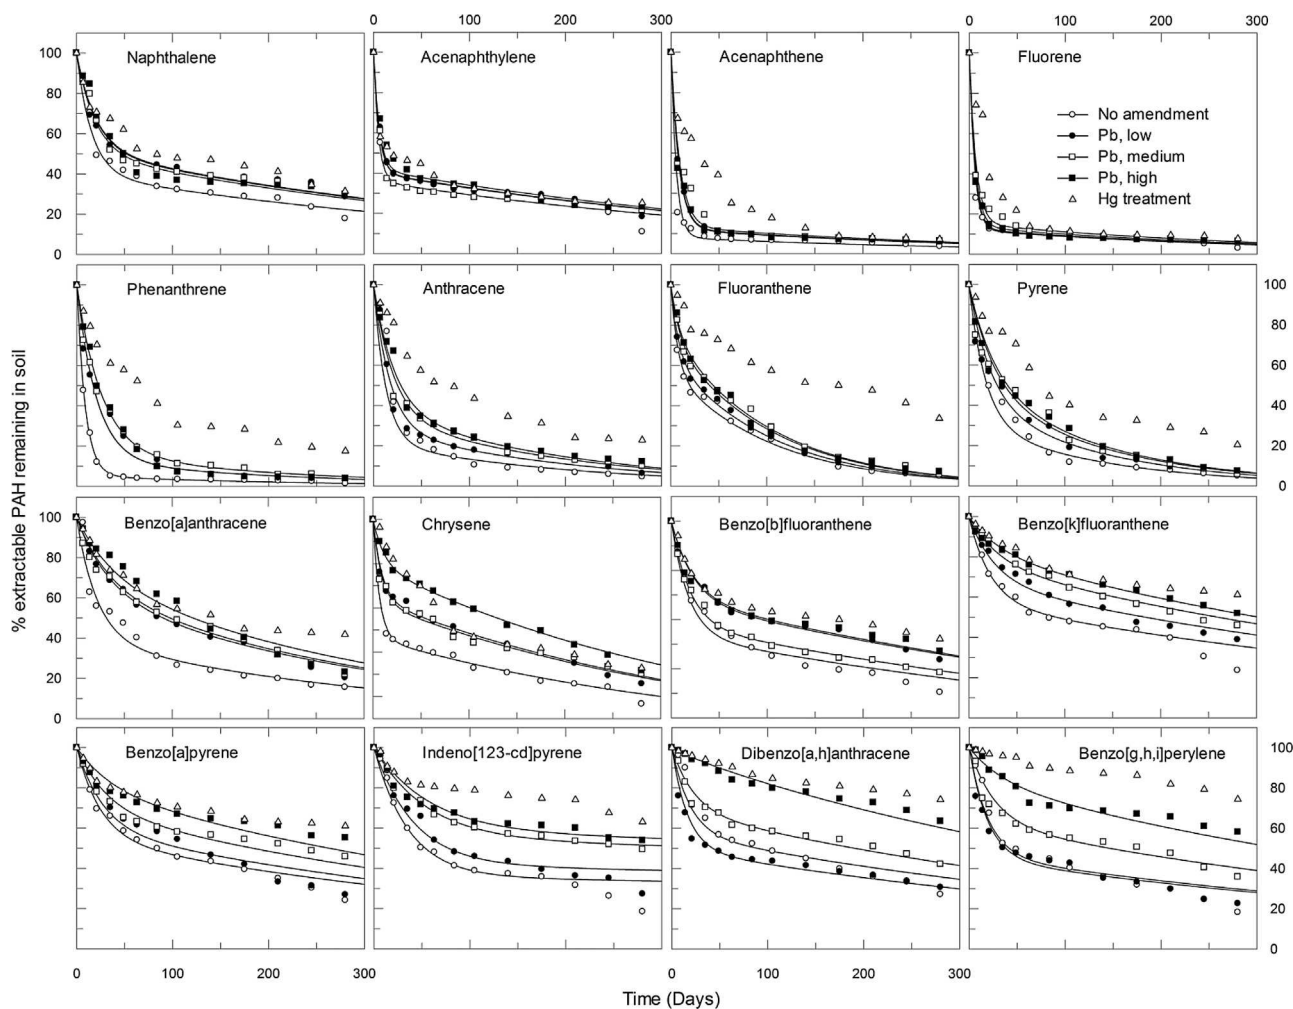 0 100 200 300 0 100 200 300
100
80
60
40
20
0
Naphthalene
Acenaphthylene
Acenaphthene
Fluorene
No amendment
Pb, low
Pb, medium
Pb, high
Hg treatment
Phenanthrene
Anthracene
Fluoranthene
Pyrene
100
80
60
40
20
0
% extractable PAH remaining in soil
100
80
60
40
20
0
Benzo[a]anthracene
Chrysene
Benzo[b]fluoranthene
Benzo[k]fluoranthene
Benzo[a]pyrene
Indeno[123-cd]pyrene
Dibenzo[a,h]anthracene
Benzo[g,h,i]perylene
100
80
60
40
20
0
0 100 200 300 0 100 200 300
Time (Days)